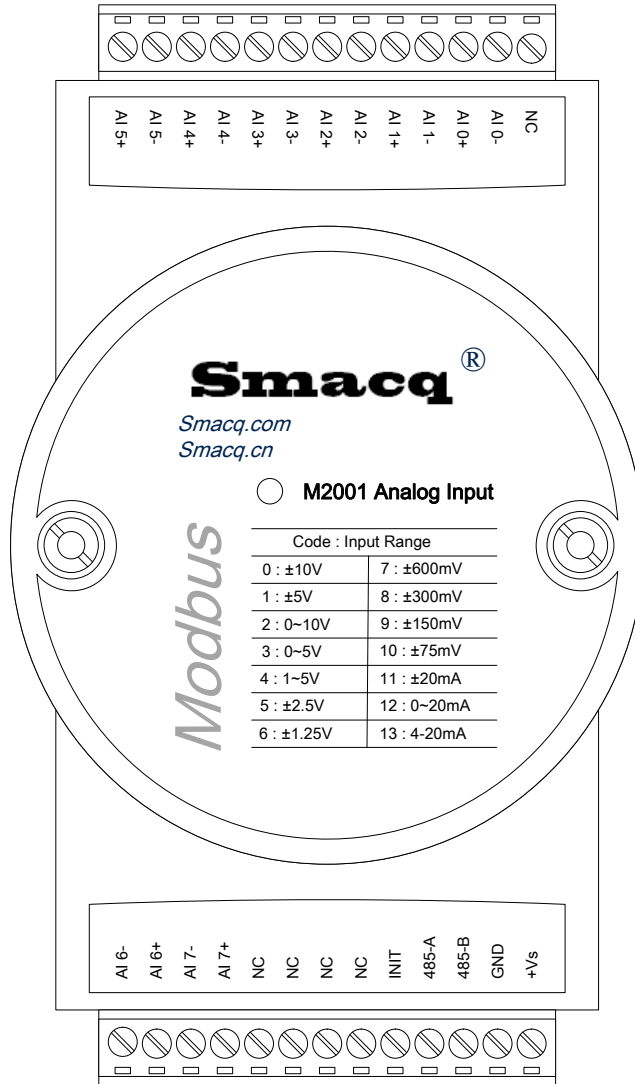 AI 5+ AI 5- AI 4+ AI 4- AI 3+ AI 3- AI 2+ AI 2- AI 1+ AI 1- AI 0+ AI 0- NC
Smacq ®
Smacq.com
Smacq.cn
M2001 Analog Input
Modbus
Code : Input Range
0 : ±10V 7 : ±600mV
1 : ±5V 8 : ±300mV
2 : 0~10V 9 : ±150mV
3 : 0~5V 10 : ±75mV
4 : 1~5V 11 : ±20mA
5 : ±2.5V 12 : 0~20mA
6 : ±1.25V 13 : 4-20mA
AI 6- AI 6+ AI 7- AI 7+ NC NC NC NC INIT 485-A 485-B GND +Vs